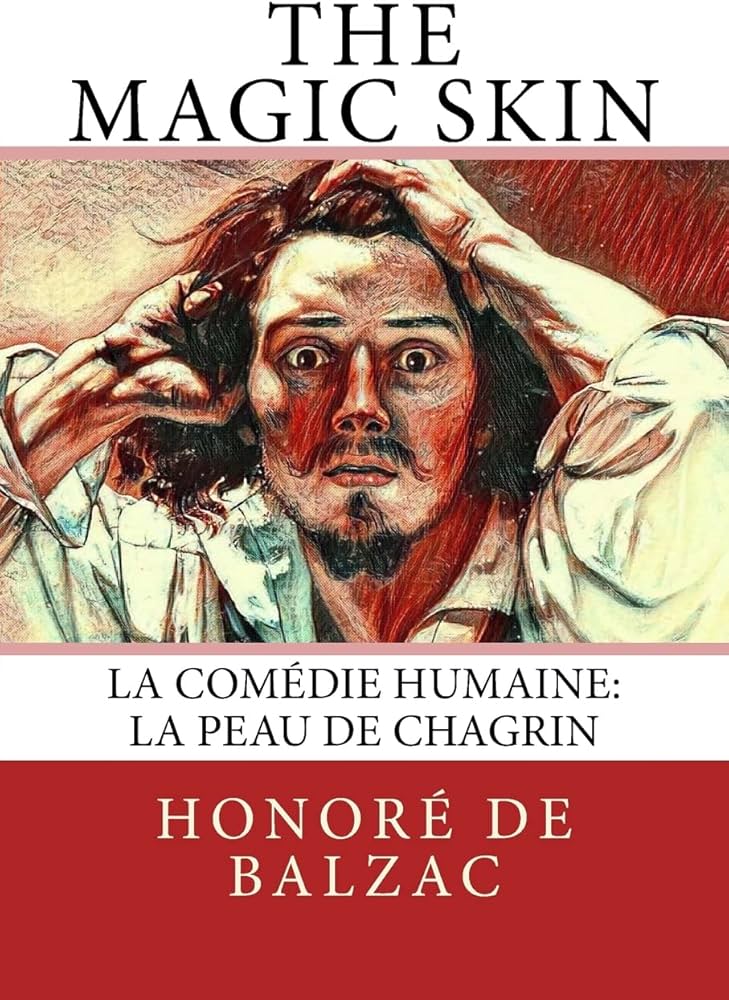 THE
MAGIC SKIN
LA COMÉDIE HUMAINE:
LA PEAU DE CHAGRIN
HONORÉ DE
BALZAC